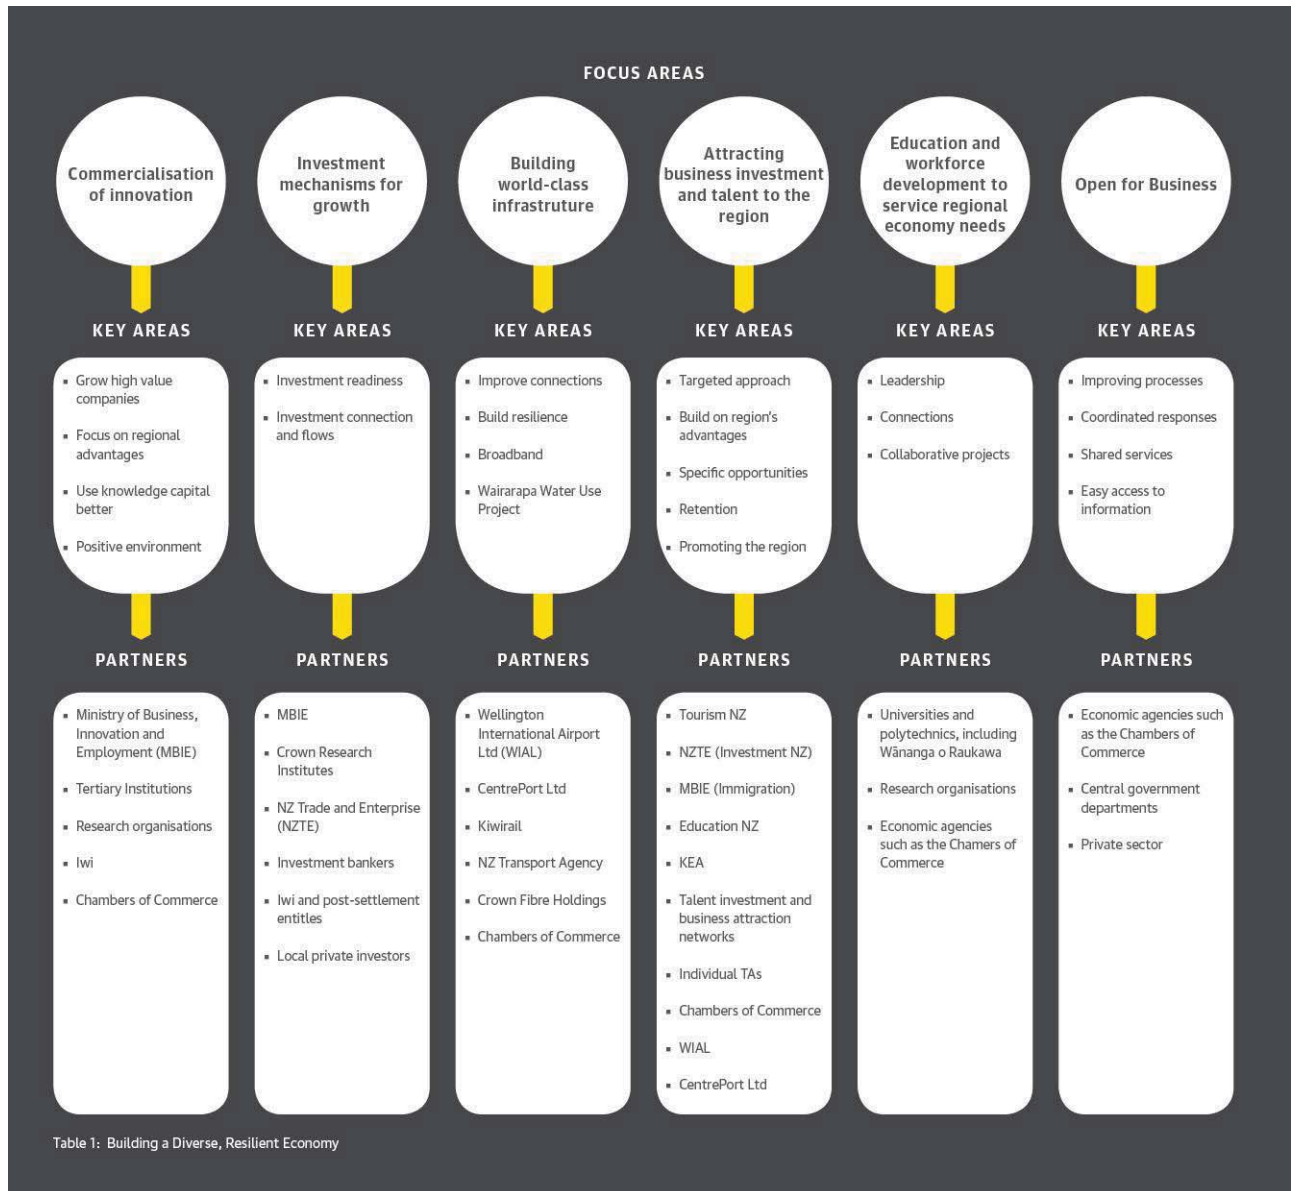 FOCUS AREAS
Commercialisation
of innovation
Investment
mechanisms for
growth
Building
world-class
infrastruture
Attracting
business investment
and talent to the
region
Education and
workforce
development to
service regional
economy needs
Open for Business
KEY AREAS
▪ Grow high value
companies
▪ Focus on regional
advantages
▪ Use knowledge capital
better
▪ Positive environment
KEY AREAS
▪ Investment readiness
▪ Investment connection
and flows
KEY AREAS
▪ Improve connections
▪ Build resilience
▪ Broadband
▪ Wairarapa Water Use
Project
KEY AREAS
▪ Targeted approach
▪ Build on region's
advantages
▪ Specific opportunities
▪ Retention
▪ Promoting the region
KEY AREAS
▪ Leadership
▪ Connections
▪ Collaborative projects
KEY AREAS
▪ Improving processes
▪ Coordinated responses
▪ Shared services
▪ Easy access to
information
PARTNERS
▪ Ministry of Business,
Innovation and
Employment (MBIE)
▪ Tertiary Institutions
▪ Research organisations
▪ Iwi
▪ Chambers of Commerce
PARTNERS
▪ MBIE
▪ Crown Research
Institutes
▪ NZ Trade and Enterprise
(NZTE)
▪ Investment bankers
▪ Iwi and post-settlement
entitles
▪ Local private investors
PARTNERS
▪ Wellington
International Airport
Ltd (WIAL)
▪ CentrePort Ltd
▪ Kiwirail
▪ NZ Transport Agency
▪ Crown Fibre Holdings
▪ Chambers of Commerce
PARTNERS
▪ Tourism NZ
▪ NZTE (Investment NZ)
▪ MBIE (Immigration)
▪ Education NZ
▪ KEA
▪ Talent investment and
business attraction
networks
▪ Individual TAs
▪ Chambers of Commerce
▪ WIAL
▪ CentrePort Ltd
PARTNERS
▪ Universities and
polytechnics, including
Wānanga o Raukawa
▪ Research organisations
▪ Economic agencies
such as the Chamers of
Commerce
PARTNERS
▪ Economic agencies such
as the Chambers of
Commerce
▪ Central government
departments
▪ Private sector
Table 1: Building a Diverse, Resilient Economy